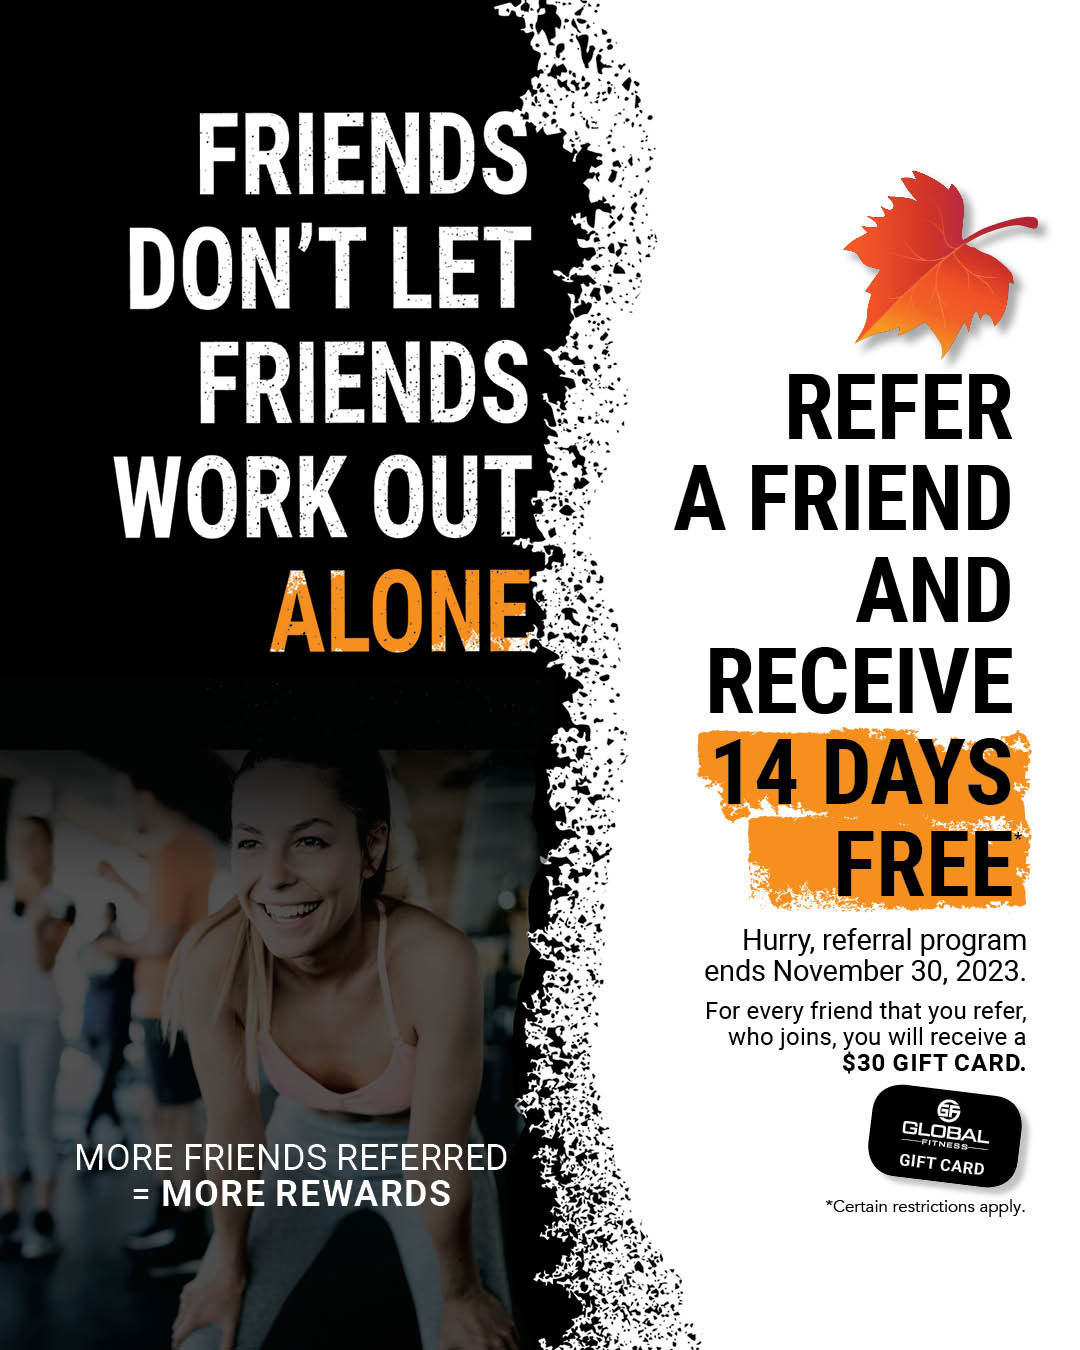 FRIENDS
DON'T LET
FRIENDS
WORK OUT
ALONE
MORE FRIENDS REFERRED
= MORE REWARDS
REFER
A FRIEND
AND
RECEIVE
14 DAYS
FREE*
Hurry, referral program
ends November 30, 2023.
For every friend that you refer,
who joins, you will receive a
$30 GIFT CARD.
GF
GLOBAL
FITNESS
GIFT CARD
*Certain restrictions apply.